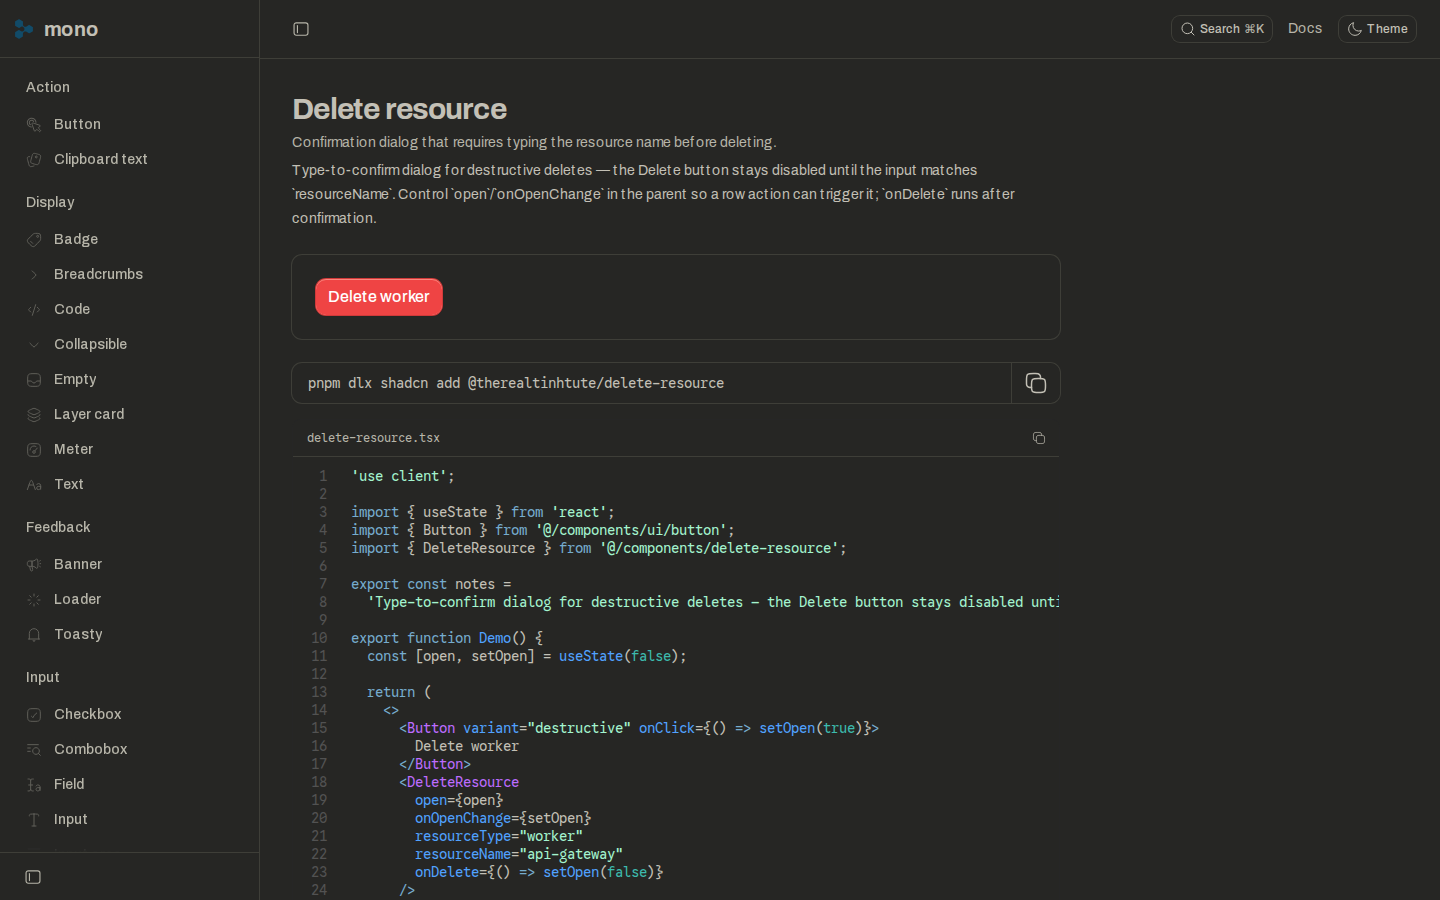 mono
Search ⌘K
Docs
Theme
Action
Button
Clipboard text
Display
Badge
Breadcrumbs
Code
Collapsible
Empty
Layer card
Meter
Text
Feedback
Banner
Loader
Toasty
Input
Checkbox
Combobox
Field
Input
Delete resource
Confirmation dialog that requires typing the resource name before deleting.
Type-to-confirm dialog for destructive deletes — the Delete button stays disabled until the input matches
`resourceName`. Control `open`/`onOpenChange` in the parent so a row action can trigger it; `onDelete` runs after
confirmation.
Delete worker
pnpm dlx shadcn add @therealtinhtute/delete-resource
delete-resource.tsx
1 'use client';
2
3 import { useState } from 'react';
4 import { Button } from '@/components/ui/button';
5 import { DeleteResource } from '@/components/delete-resource';
6
7 export const notes =
8 'Type-to-confirm dialog for destructive deletes — the Delete button stays disabled unti
9
10 export function Demo() {
11 const [open, setOpen] = useState(false);
12
13 return (
14 <>
15 <Button variant="destructive" onClick={() => setOpen(true)}>
16 Delete worker
17 </Button>
18 <DeleteResource
19 open={open}
20 onOpenChange={setOpen}
21 resourceType="worker"
22 resourceName="api-gateway"
23 onDelete={() => setOpen(false)}
24 />